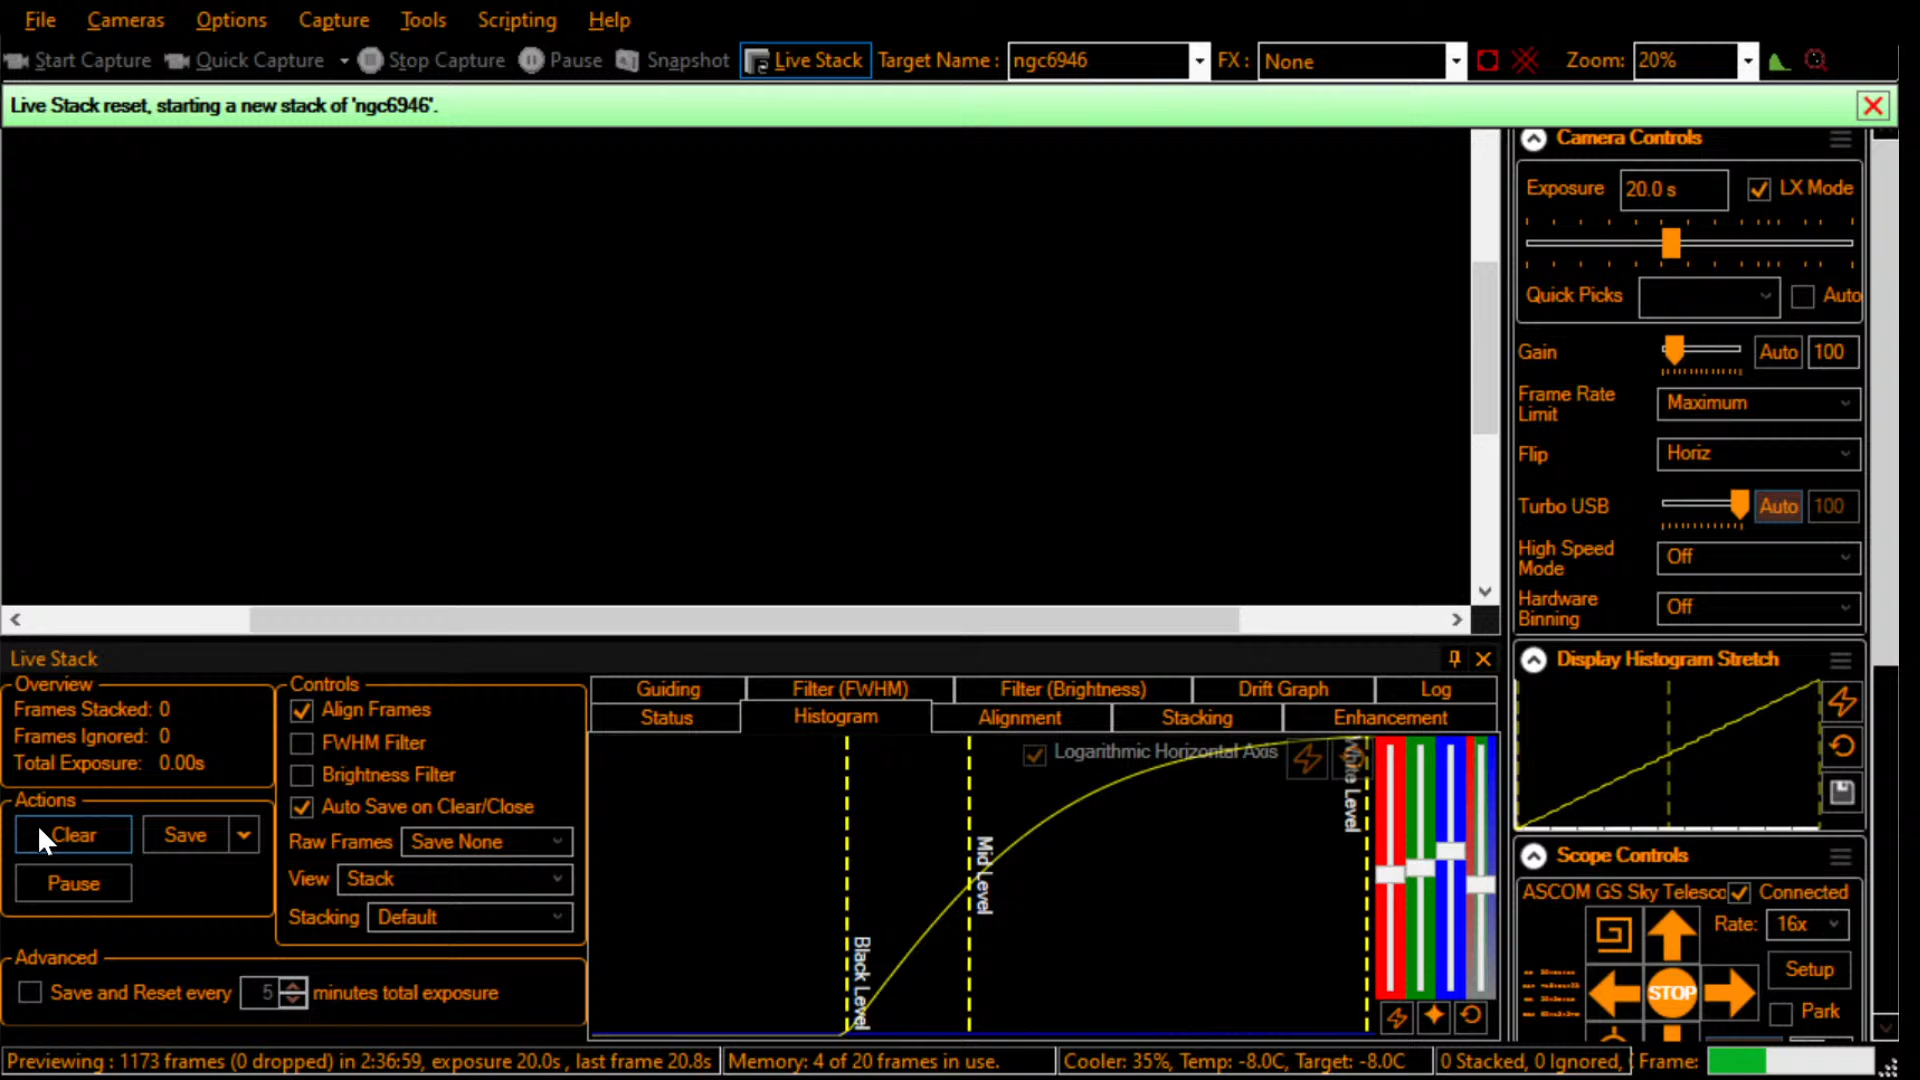 File Cameras Options Capture Tools Scripting Help
Start Capture Quick Capture Stop Capture Pause Snapshot Live Stack Target Name : ngc6946 FX : None Zoom: 20%
Live Stack reset, starting a new stack of 'ngc6946'.
Camera Controls
Exposure 20.0 s LX Mode
Quick Picks Auto
Gain Auto 100
Frame Rate
Limit Maximum
Flip Horiz
Turbo USB Auto 100
High Speed
Mode Off
Hardware
Binning Off
Display Histogram Stretch
Scope Controls
ASCOM GS Sky Telesco Connected
Rate: 16x
Setup
STOP
Park
Live Stack
Overview
Frames Stacked: 0
Frames Ignored: 0
Total Exposure: 0.00s
Actions
Clear Save
Pause
Controls
Align Frames
FWHM Filter
Brightness Filter
Auto Save on Clear/Close
Raw Frames Save None
View Stack
Stacking Default
Advanced
Save and Reset every 5 minutes total exposure
Guiding Filter (FWHM) Filter (Brightness) Drift Graph Log
Status Histogram Alignment Stacking Enhancement
Logarithmic Horizontal Axis
Black Level
Mid Level
White Level
Previewing : 1173 frames (0 dropped) in 2:36:59, exposure 20.0s , last frame 20.8s Memory: 4 of 20 frames in use. Cooler: 35%, Temp: -8.0C, Target: -8.0C 0 Stacked, 0 Ignored, Frame: